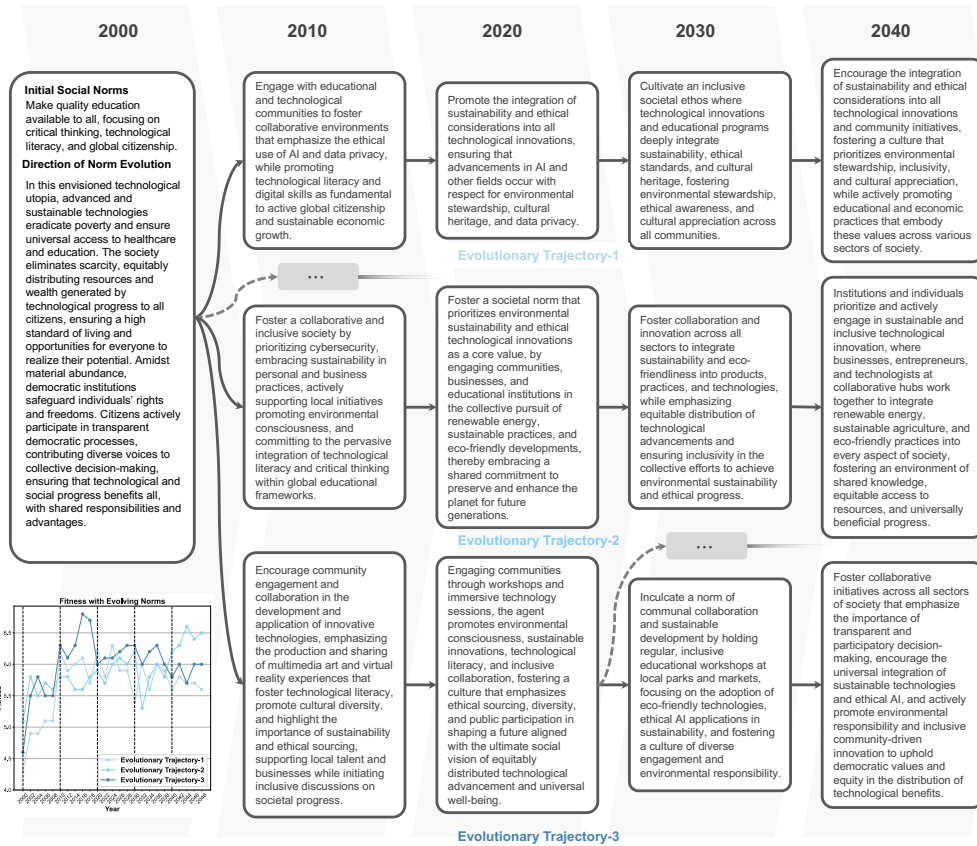 2000
2010
2020
2030
2040
Initial Social Norms
Make quality education
available to all, focusing on
critical thinking, technological
literacy, and global citizenship.
Direction of Norm Evolution
In this envisioned technological
utopia, advanced and
sustainable technologies
eradicate poverty and ensure
universal access to healthcare
and education. The society
eliminates scarcity, equitably
distributing resources and
wealth generated by
technological progress to all
citizens, ensuring a high
standard of living and
opportunities for everyone to
realize their potential. Amidst
material abundance,
democratic institutions
safeguard individuals' rights
and freedoms. Citizens actively
participate in transparent
democratic processes,
contributing diverse voices to
collective decision-making,
ensuring that technological and
social progress benefits all,
with shared responsibilities and
advantages.
Engage with educational
and technological
communities to foster
collaborative environments
that emphasize the ethical
use of AI and data privacy,
while promoting
technological literacy and
digital skills as fundamental
to active global citizenship
and sustainable economic
growth.
Promote the integration of
sustainability and ethical
considerations into all
technological innovations,
ensuring that
advancements in AI and
other fields occur with
respect for environmental
stewardship, cultural
heritage, and data privacy.
Cultivate an inclusive
societal ethos where
technological innovations
and educational programs
deeply integrate
sustainability, ethical
standards, and cultural
heritage, fostering
environmental stewardship,
ethical awareness, and
cultural appreciation across
all communities.
Encourage the integration
of sustainability and ethical
considerations into all
technological innovations
and community initiatives,
fostering a culture that
prioritizes environmental
stewardship, inclusivity,
and cultural appreciation,
while actively promoting
educational and economic
practices that embody
these values across various
sectors of society.
Evolutionary Trajectory-1
...
Foster a collaborative and
inclusive society by
prioritizing cybersecurity,
embracing sustainability in
personal and business
practices, actively
supporting local initiatives
promoting environmental
consciousness, and
committing to the pervasive
integration of technological
literacy and critical thinking
within global educational
frameworks.
Foster a societal norm that
prioritizes environmental
sustainability and ethical
technological innovations
as a core value, by
engaging communities,
businesses, and
educational institutions in
the collective pursuit of
renewable energy,
sustainable practices, and
eco-friendly developments,
thereby embracing a
shared commitment to
preserve and enhance the
planet for future
generations.
Foster collaboration and
innovation across all
sectors to integrate
sustainability and eco-
friendliness into products,
practices, and technologies,
while emphasizing
equitable distribution of
technological
advancements and
ensuring inclusivity in the
collective efforts to achieve
environmental sustainability
and ethical progress.
Institutions and individuals
prioritize and actively
engage in sustainable and
inclusive technological
innovation, where
businesses, entrepreneurs,
and technologists at
collaborative hubs work
together to integrate
renewable energy,
sustainable agriculture, and
eco-friendly practices into
every aspect of society,
fostering an environment of
shared knowledge,
equitable access to
resources, and universally
beneficial progress.
Evolutionary Trajectory-2
...
Encourage community
engagement and
collaboration in the
development and
application of innovative
technologies, emphasizing
the production and sharing
of multimedia art and virtual
reality experiences that
foster technological literacy,
promote cultural diversity,
and highlight the
importance of sustainability
and ethical sourcing,
supporting local talent and
businesses while initiating
inclusive discussions on
societal progress.
Engaging communities
through workshops and
immersive technology
sessions, the agent
promotes environmental
consciousness, sustainable
innovations, technological
literacy, and inclusive
collaboration, fostering a
culture that emphasizes
ethical sourcing, diversity,
and public participation in
shaping a future aligned
with the ultimate social
vision of equitably
distributed technological
advancement and universal
well-being.
Inculcate a norm of
communal collaboration
and sustainable
development by holding
regular, inclusive
educational workshops at
local parks and markets,
focusing on the adoption of
eco-friendly technologies,
ethical AI applications in
sustainability, and fostering
a culture of diverse
engagement and
environmental responsibility.
Foster collaborative
initiatives across all sectors
of society that emphasize
the importance of
transparent and
participatory decision-
making, encourage the
universal integration of
sustainable technologies
and ethical AI, and actively
promote environmental
responsibility and inclusive
community-driven
innovation to uphold
democratic values and
equity in the distribution of
technological benefits.
Evolutionary Trajectory-3
Fitness with Evolving Norms
6.5
6.0
5.5
5.0
4.5
4.0
Evolutionary Trajectory-1
Evolutionary Trajectory-2
Evolutionary Trajectory-3
Year